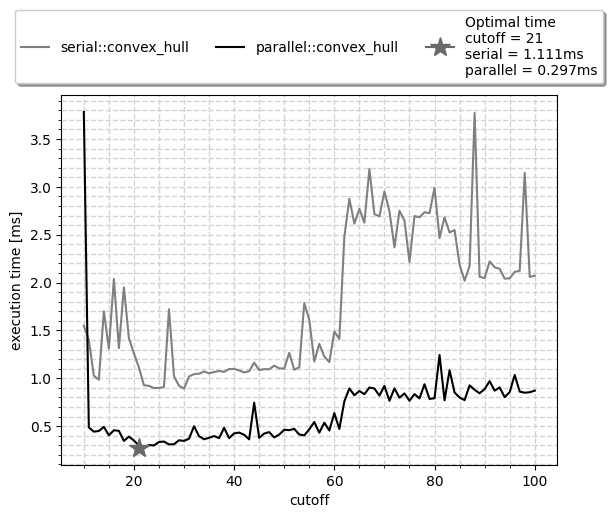 serial::convex_hull
parallel::convex_hull
Optimal time
cutoff = 21
serial = 1.111ms
parallel = 0.297ms
execution time [ms]
3.5
3.0
2.5
2.0
1.5
1.0
0.5
20
40
60
80
100
cutoff